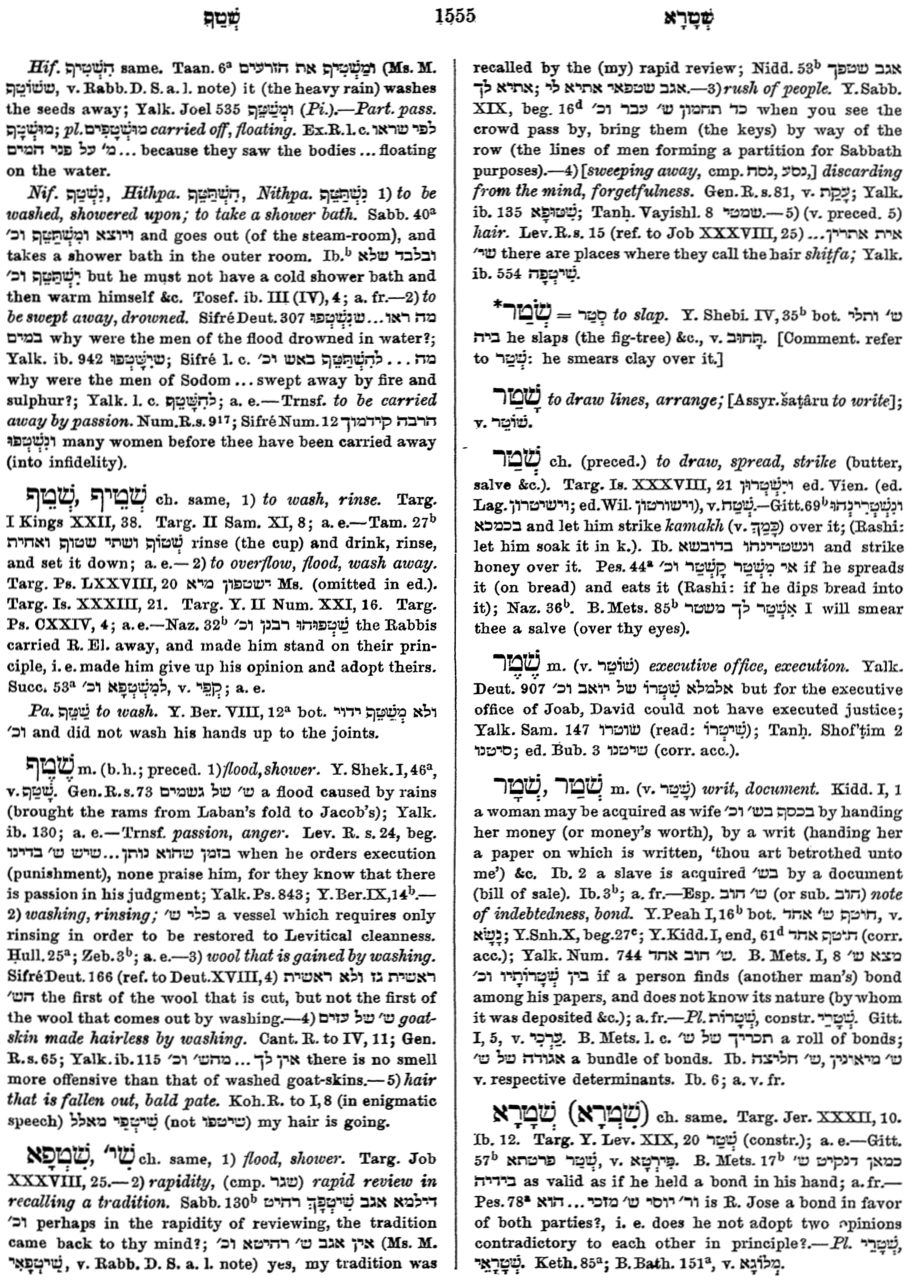 שָׁטַף 1555 שְׁטָרָא
Hif. הִשְׁטִיף same. Taan. 6ᵃ וּמַשְׁטִיף את הזורעים (Ms. M.
ששוטף, v. Rabb. D. S. a. l. note) it (the heavy rain) washes
the seeds away; Yalk. Joel 535 וּמְשַׁטֵּף (Pi.).—Part. pass.
מוּשְׁטָף; pl. מוּשְׁטָפִים carried off, floating. Ex. R. l. c. לפי שראו
מ׳ על פני המים ... because they saw the bodies ... floating
on the water.
Nif. נִשְׁטַף, Hithpa. הִשְׁתַּטֵּף, Nithpa. נִשְׁתַּטֵּף 1) to be
washed, showered upon; to take a shower bath. Sabb. 40ᵃ
ויוצא ומִשְׁתַּטֵּף וכ׳ and goes out (of the steam-room), and
takes a shower bath in the outer room. Ib.ᵇ ובלבד שלא
יִשְׁתַּטֵּף וכ׳ but he must not have a cold shower bath and
then warm himself &c. Tosef. ib. III (IV), 4; a. fr.—2) to
be swept away, drowned. Sifré Deut. 307 מה ראו...שנִּשְׁטְפוּ
במים why were the men of the flood drowned in water?;
Yalk. ib. 942 שיִּשָּׁטְפוּ; Sifré l. c. מה ... להִשְׁתַּטֵּף באש וכ׳
why were the men of Sodom ... swept away by fire and
sulphur?; Yalk. l. c. להִשָּׁטֵף; a. e.—Trnsf. to be carried
away by passion. Num. R. s. 9¹⁷; Sifré Num. 12 הרבה קידמוך
ונִשְׁטְפוּ many women before thee have been carried away
(into infidelity).
שְׁטֵיף, שְׁטֵף ch. same, 1) to wash, rinse. Targ.
I Kings XXII, 38. Targ. II Sam. XI, 8; a. e.—Tam. 27ᵇ
שְׁטוֹף ושתי שטוף ואחית rinse (the cup) and drink, rinse,
and set it down; a. e.—2) to overflow, flood, wash away.
Targ. Ps. LXXVIII, 20 ישטפון מיא Ms. (omitted in ed.).
Targ. Is. XXXIII, 21. Targ. Y. II Num. XXI, 16. Targ.
Ps. CXXIV, 4; a. e.—Naz. 32ᵇ שַׁטְפוּהוּ רבנן וכ׳ the Rabbis
carried R. El. away, and made him stand on their prin-
ciple, i. e. made him give up his opinion and adopt theirs.
Succ. 53ᵃ למִשְׁטְפָא וכ׳, v. קְפֵי; a. e.
Pa. שַׁטֵּף to wash. Y. Ber. VIII, 12ᵃ bot. ולא מְשַׁטֵּף ידוי
וכ׳ and did not wash his hands up to the joints.
שֶׁטֶף m. (b. h.; preced. 1) flood, shower. Y. Shek. I, 46ᵃ,
v. שָׁטַף. Gen. R. s. 73 ש׳ של גשמים a flood caused by rains
(brought the rams from Laban's fold to Jacob's); Yalk.
ib. 130; a. e.—Trnsf. passion, anger. Lev. R. s. 24, beg.
בזמן שהוא נותן...שיש ש׳ בדינו when he orders execution
(punishment), none praise him, for they know that there
is passion in his judgment; Yalk. Ps. 843; Y. Ber. IX, 14ᵇ.—
2) washing, rinsing; כלי ש׳ a vessel which requires only
rinsing in order to be restored to Levitical cleanness.
Ḥull. 25ᵃ; Zeb. 3ᵇ; a. e.—3) wool that is gained by washing.
Sifré Deut. 166 (ref. to Deut. XVIII, 4) ראשית גז ולא ראשית
הש׳ the first of the wool that is cut, but not the first of
the wool that comes out by washing.—4) ש׳ של עזים goat-
skin made hairless by washing. Cant. R. to IV, 11; Gen.
R. s. 65; Yalk. ib. 115 אין לך ... מהש׳ וכ׳ there is no smell
more offensive than that of washed goat-skins.—5) hair
that is fallen out, bald pate. Koh. R. to I, 8 (in enigmatic
speech) שִׁיטְפִי מאלל (not שיטפו) my hair is going.
שִׁטְפָא, שִׁי׳ ch. same, 1) flood, shower. Targ. Job
XXXVIII, 25.—2) rapidity, (cmp. שגר) rapid review in
recalling a tradition. Sabb. 130ᵇ דילמא אגב שִׁיטְפָךְ רהיט
וכ׳ perhaps in the rapidity of reviewing, the tradition
came back to thy mind?; אין אגב ש׳ רהיטא וכ׳ (Ms. M.
שִׁיטְפַאי, v. Rabb. D. S. a. l. note) yes, my tradition was
recalled by the (my) rapid review; Nidd. 53ᵇ אגב שטפך
אתיא לך; אגב שטפאי אתיא לי.—3) rush of people. Y. Sabb.
XIX, beg. 16ᵈ כד תחמון ש׳ עבר וכ׳ when you see the
crowd pass by, bring them (the keys) by way of the
row (the lines of men forming a partition for Sabbath
purposes).—4) [sweeping away, cmp. נסע, נסח,] discarding
from the mind, forgetfulness. Gen. R. s. 81, v. עָקַת; Yalk.
ib. 135 שִׁטּוּפָא; Tanḥ. Vayishl. 8 שמטי.—5) (v. preced. 5)
hair. Lev. R. s. 15 (ref. to Job XXXVIII, 25) אית אתרין...
שי׳ there are places where they call the hair shitfa; Yalk.
ib. 554 שִׁיטְפָה.
*שָׁטַר = סְטַר to slap. Y. Shebi. IV, 35ᵇ bot. ש׳ ותלי
בית he slaps (the fig-tree) &c., v. תָּחוּב. [Comment. refer
to שְׁטַר: he smears clay over it.]
שָׁטַר to draw lines, arrange; [Assyr. šaṭâru to write];
v. שׁוֹטֵר.
שְׁטַר ch. (preced.) to draw, spread, strike (butter,
salve &c.). Targ. Is. XXXVIII, 21 וְיִשְׁטְרוּן ed. Vien. (ed.
Lag. וישיטרון; ed. Wil. וישורטון), v. שְׁטַח.—Gitt. 69ᵇ ונִשְׁטְרִינְהוּ
בכמכא and let him strike kamakh (v. כַּמָּךְ) over it; (Rashi:
let him soak it in k.). Ib. ונשטרינהו בדובשא and strike
honey over it. Pes. 44ᵃ אי מִשְׁטַר קָשָׁטַר וכ׳ if he spreads
it (on bread) and eats it (Rashi: if he dips bread into
it); Naz. 36ᵇ. B. Mets. 85ᵇ אִשְׁטַר לך משטר I will smear
thee a salve (over thy eyes).
שֶׁטֶר m. (v. שׁוֹטֵר) executive office, execution. Yalk.
Deut. 907 אלמלא שִׁטְרוֹ של יואב וכ׳ but for the executive
office of Joab, David could not have executed justice;
Yalk. Sam. 147 שוטרו (read: שִׁיטְרוֹ); Tanḥ. Shof'ṭim 2
סיטנו; ed. Bub. 3 שיטנו (corr. acc.).
שְׁטַר, שְׁטָר m. (v. שָׁטַר) writ, document. Kidd. I, 1
בכסף בש׳ וכ׳ a woman may be acquired as wife by handing
her money (or money's worth), by a writ (handing her
a paper on which is written, 'thou art betrothed unto
me') &c. Ib. 2 a slave is acquired בש׳ by a document
(bill of sale). Ib. 3ᵇ; a. fr.—Esp. ש׳ חוב (or sub. חוב) note
of indebtedness, bond. Y. Peah I, 16ᵇ bot. חוטף ש׳ אחד, v.
נָשָׂא; Y. Snh. X, beg. 27ᶜ; Y. Kidd. I, end, 61ᵈ חוטף אחד (corr.
acc.); Yalk. Num. 744 ש׳ חוב אחד. B. Mets. I, 8 מצא ש׳
בין שְׁטָרוֹתָיו וכ׳ if a person finds (another man's) bond
among his papers, and does not know its nature (by whom
it was deposited &c.); a. fr.—Pl. שְׁטָרוֹת, constr. שְׁטָרֵי. Gitt.
I, 5, v. עַרְכִּי. B. Mets. l. c. תכריך של ש׳ a roll of bonds;
אגודה של ש׳ a bundle of bonds. Ib. ש׳ מיאונין, ש׳ חליצה,
v. respective determinants. Ib. 6; a. v. fr.
שְׁטָרָא (שִׁטְרָא) ch. same. Targ. Jer. XXXII, 10.
Ib. 12. Targ. Y. Lev. XIX, 20 שְׁטַר (constr.); a. e.—Gitt.
57ᵇ שְׁטַר פרטתא, v. פִּירְטָא. B. Mets. 17ᵇ כמאן דנקיט ש׳
בידיה as valid as if he held a bond in his hand; a. fr.—
Pes. 78ᵃ ור׳ יוסי ש׳ מזכי ... הוא is R. Jose a bond in favor
of both parties?, i. e. does he not adopt two opinions
contradictory to each other in principle?.—Pl. שְׁטָרֵי,
שְׁטָרָאֵי. Keth. 85ᵃ; B. Bath. 151ᵃ, v. מְלוֹגָא.